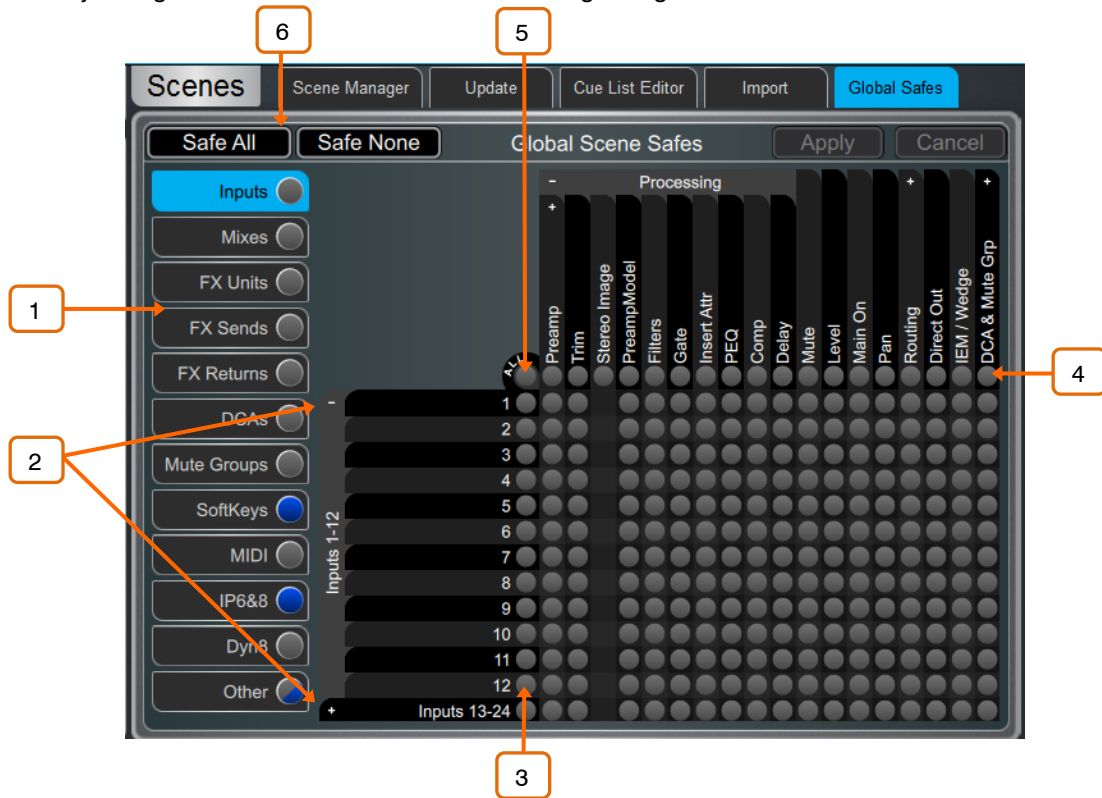 6
5
Scenes Scene Manager Update Cue List Editor Import Global Safes
Safe All Safe None Global Scene Safes Apply Cancel
Inputs
Mixes
FX Units
FX Sends
FX Returns
DCAs
Mute Groups
SoftKeys
MIDI
IP6&8
Dyn8
Other
1
2
- Processing + +
+
Preamp
Trim
Stereo Image
PreampModel
Filters
Gate
Insert Attr
PEQ
Comp
Delay
Mute
Level
Main On
Pan
Routing
Direct Out
IEM / Wedge
DCA & Mute Grp
ALL
4
-
Inputs 1-12
1
2
3
4
5
6
7
8
9
10
11
12
+ Inputs 13-24
3